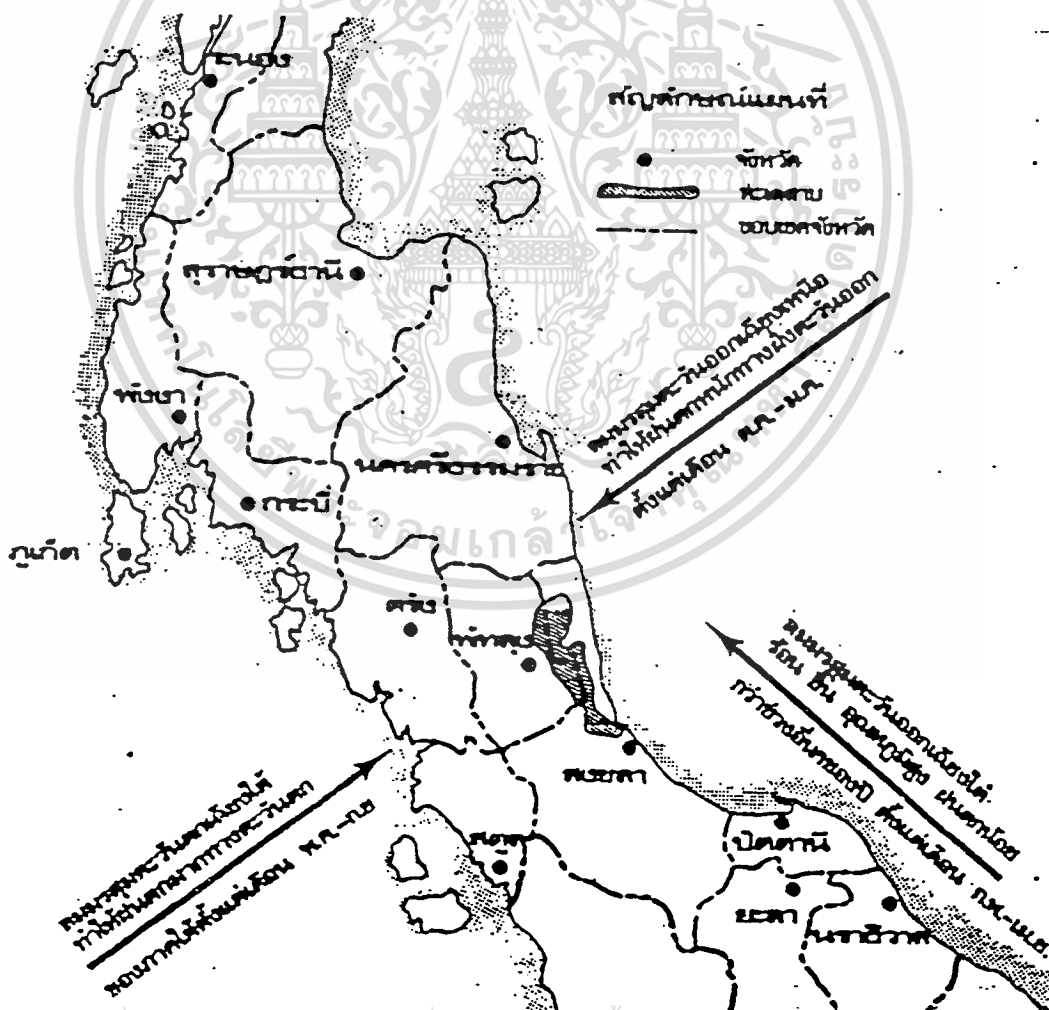 ระนอง
สัญลักษณ์แผนที่
จังหวัด
ทะเลสาบ
ขอบเขตจังหวัด
สุราษฎร์ธานี
ลมมรสุมตะวันออกเฉียงเหนือ
ทำให้ฝนตกหนักทางฝั่งตะวันออก
ตั้งแต่เดือน ต.ค.-ม.ค.
พังงา
นครศรีธรรมราช
กระบี่
ภูเก็ต
ตรัง
พัทลุง
สงขลา
ลมมรสุมตะวันออกเฉียงใต้
ร้อน ชื้น อุณหภูมิสูง ฝนตกน้อย
กว่าช่วงอื่นๆของปี ตั้งแต่เดือน ก.พ.-เม.ย.
ลมมรสุมตะวันตกเฉียงใต้
ทำให้ฝนตกมากทางตะวันตก
ของภาคใต้ตั้งแต่เดือน พ.ค.-ก.ย
สตูล
ปัตตานี
ยะลา
นราธิวาส